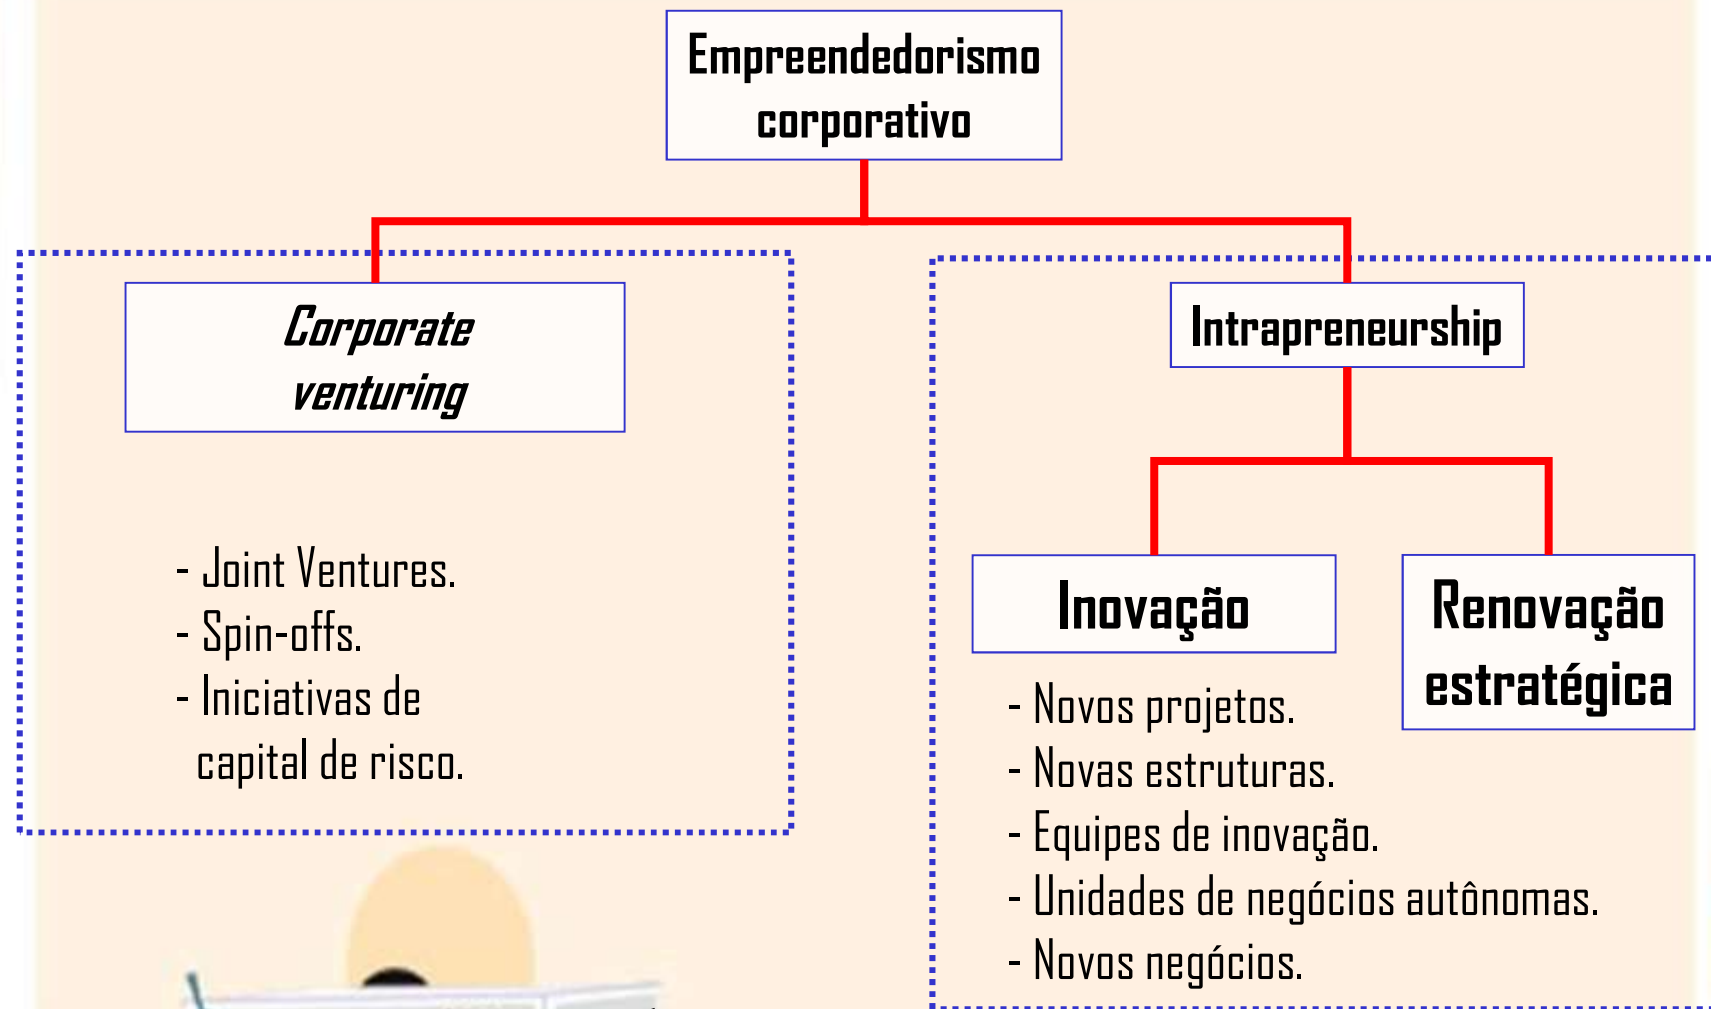 Empreendedorismo
corporativo
Corporate
venturing
- Joint Ventures.
- Spin-offs.
- Iniciativas de
capital de risco.
Intrapreneurship
Inovação
Renovação
estratégica
- Novos projetos.
- Novas estruturas.
- Equipes de inovação.
- Unidades de negócios autônomas.
- Novos negócios.